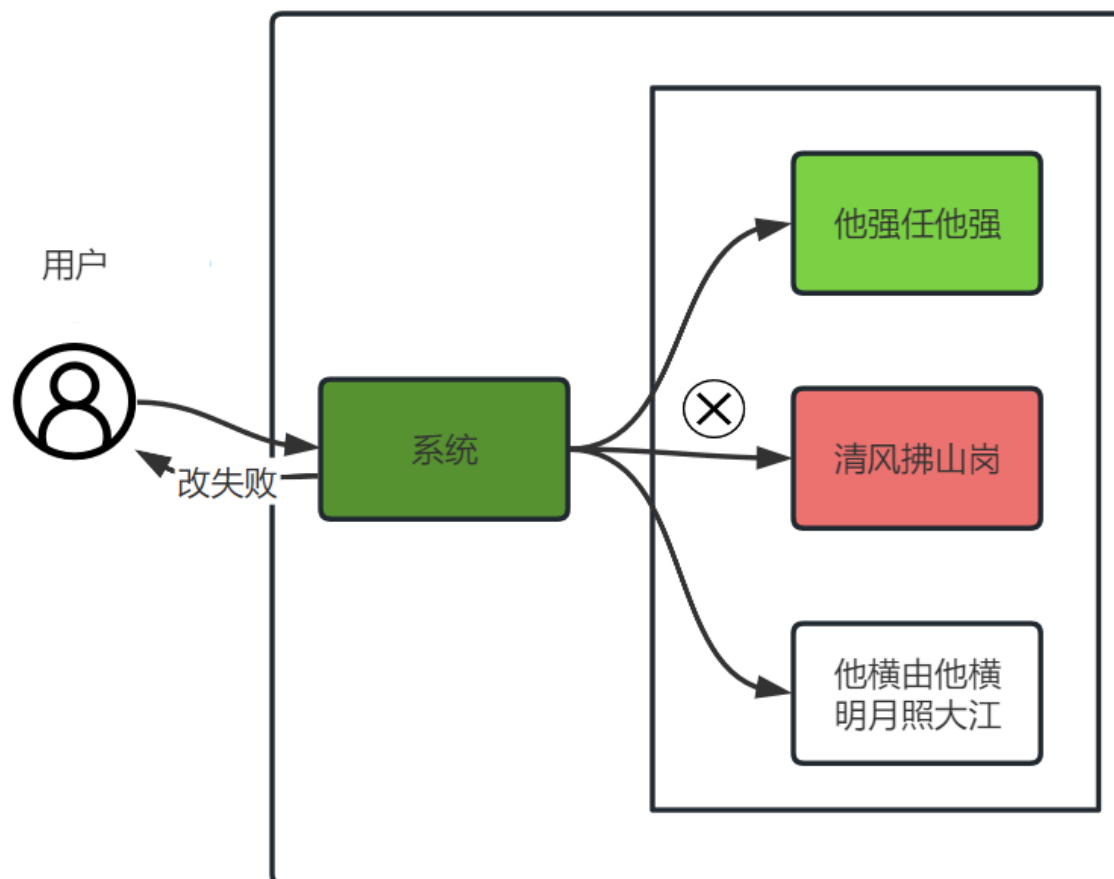 用户
改失败
系统
他强任他强
清风拂山岗
他横由他横
明月照大江